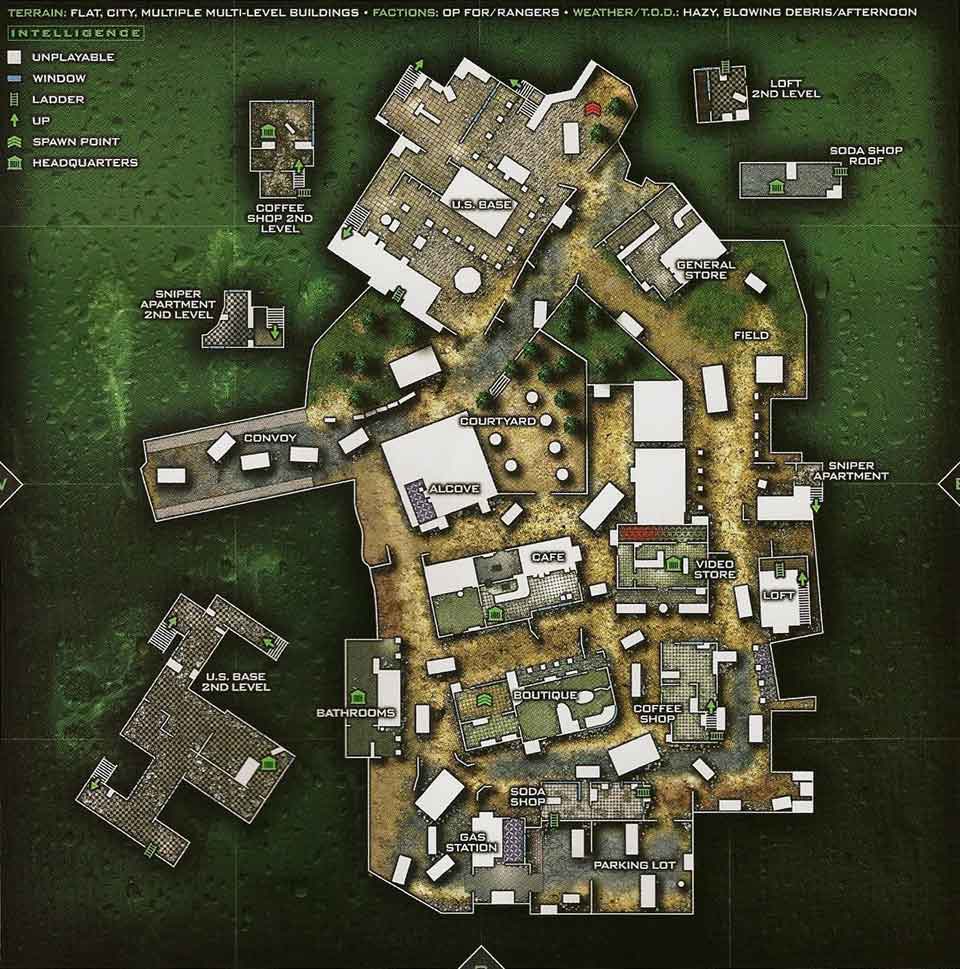 TERRAIN: FLAT, CITY, MULTIPLE MULTI-LEVEL BUILDINGS • FACTIONS: OP FOR/RANGERS • WEATHER/T.O.D.: HAZY, BLOWING DEBRIS/AFTERNOON
INTELLIGENCE
UNPLAYABLE
WINDOW
LADDER
UP
SPAWN POINT
HEADQUARTERS
LOFT
2ND LEVEL
SODA SHOP
ROOF
COFFEE
SHOP 2ND
LEVEL
U.S. BASE
GENERAL
STORE
SNIPER
APARTMENT
2ND LEVEL
FIELD
COURTYARD
CONVOY
SNIPER
APARTMENT
ALCOVE
CAFE
VIDEO
STORE
LOFT
U.S. BASE
2ND LEVEL
BOUTIQUE
BATHROOMS
COFFEE
SHOP
SODA
SHOP
GAS
STATION
PARKING LOT